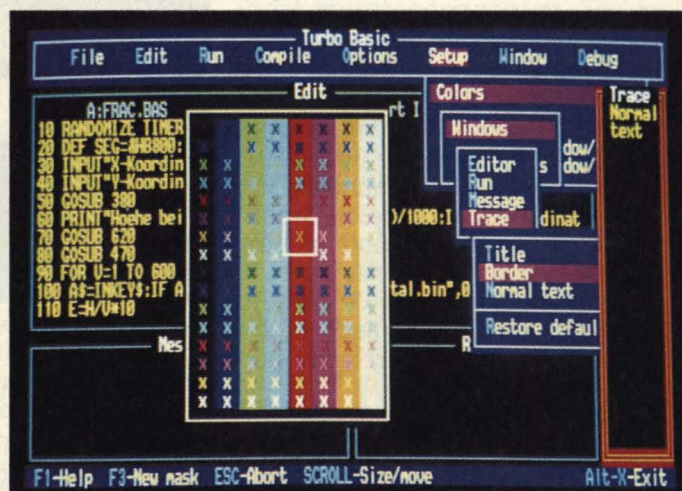 Turbo Basic
File Edit Run Compile Options Setup Window Debug
Edit
A:FRAC.BAS
rt I
10 RANDOMIZE TIMER
20 DEF SEG=&HB800:
30 INPUT"X-Koordin
40 INPUT"Y-Koordin
50 GOSUB 380
60 PRINT"Hoehe bei
)/1000:I
dinat
70 GOSUB 620
80 GOSUB 470
90 FOR V=1 TO 600
100 A$=INKEY$:IF A
tal.bin",0
110 E=H/V*10
Colors
Windows
dow/
s dow/
Editor
Run
Message
Trace
Title
Border
Normal text
Restore defaul
Trace
Normal
text
Mes
R
F1-Help F3-New mask ESC-Abort SCROLL-Size/move Alt-X-Exit